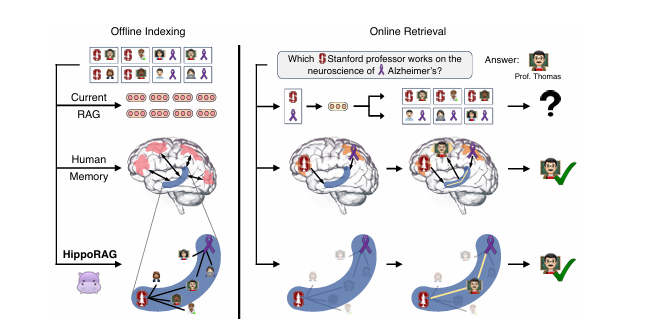 Offline Indexing
Online Retrieval
Which Stanford professor works on the
neuroscience of Alzheimer's?
Answer:
Prof. Thomas
Current
RAG
?
Human
Memory
HippoRAG